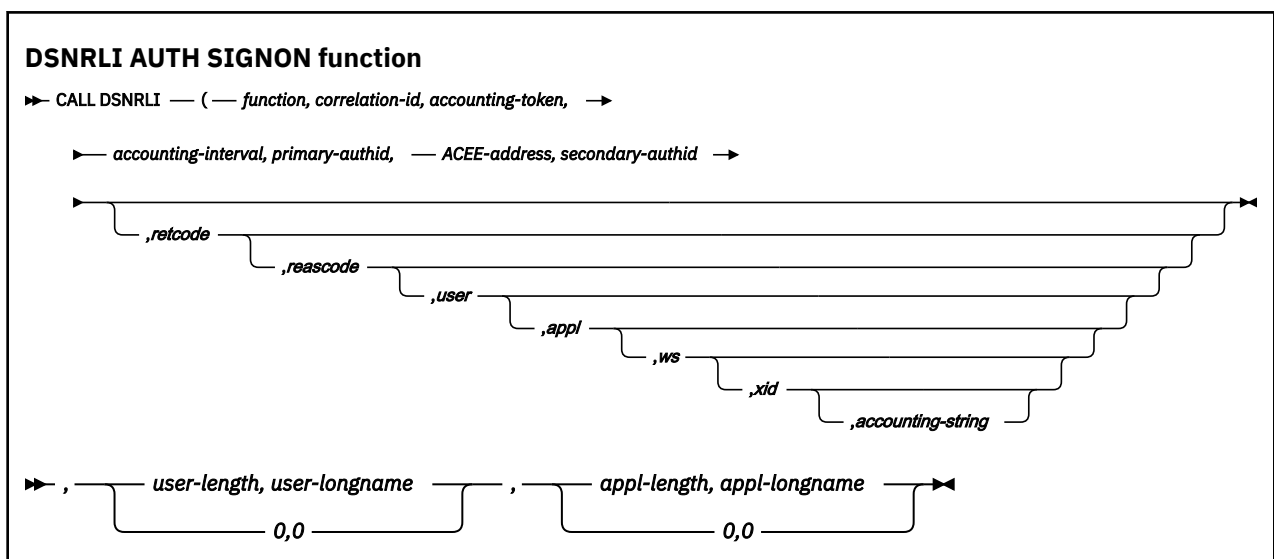 DSNRLI AUTH SIGNON function
CALL DSNRLI ( function, correlation-id, accounting-token,
accounting-interval, primary-authid, ACEE-address, secondary-authid
,retcode
,reascode
,user
,appl
,ws
,xid
,accounting-string
, user-length, user-longname , appl-length, appl-longname
0,0 0,0